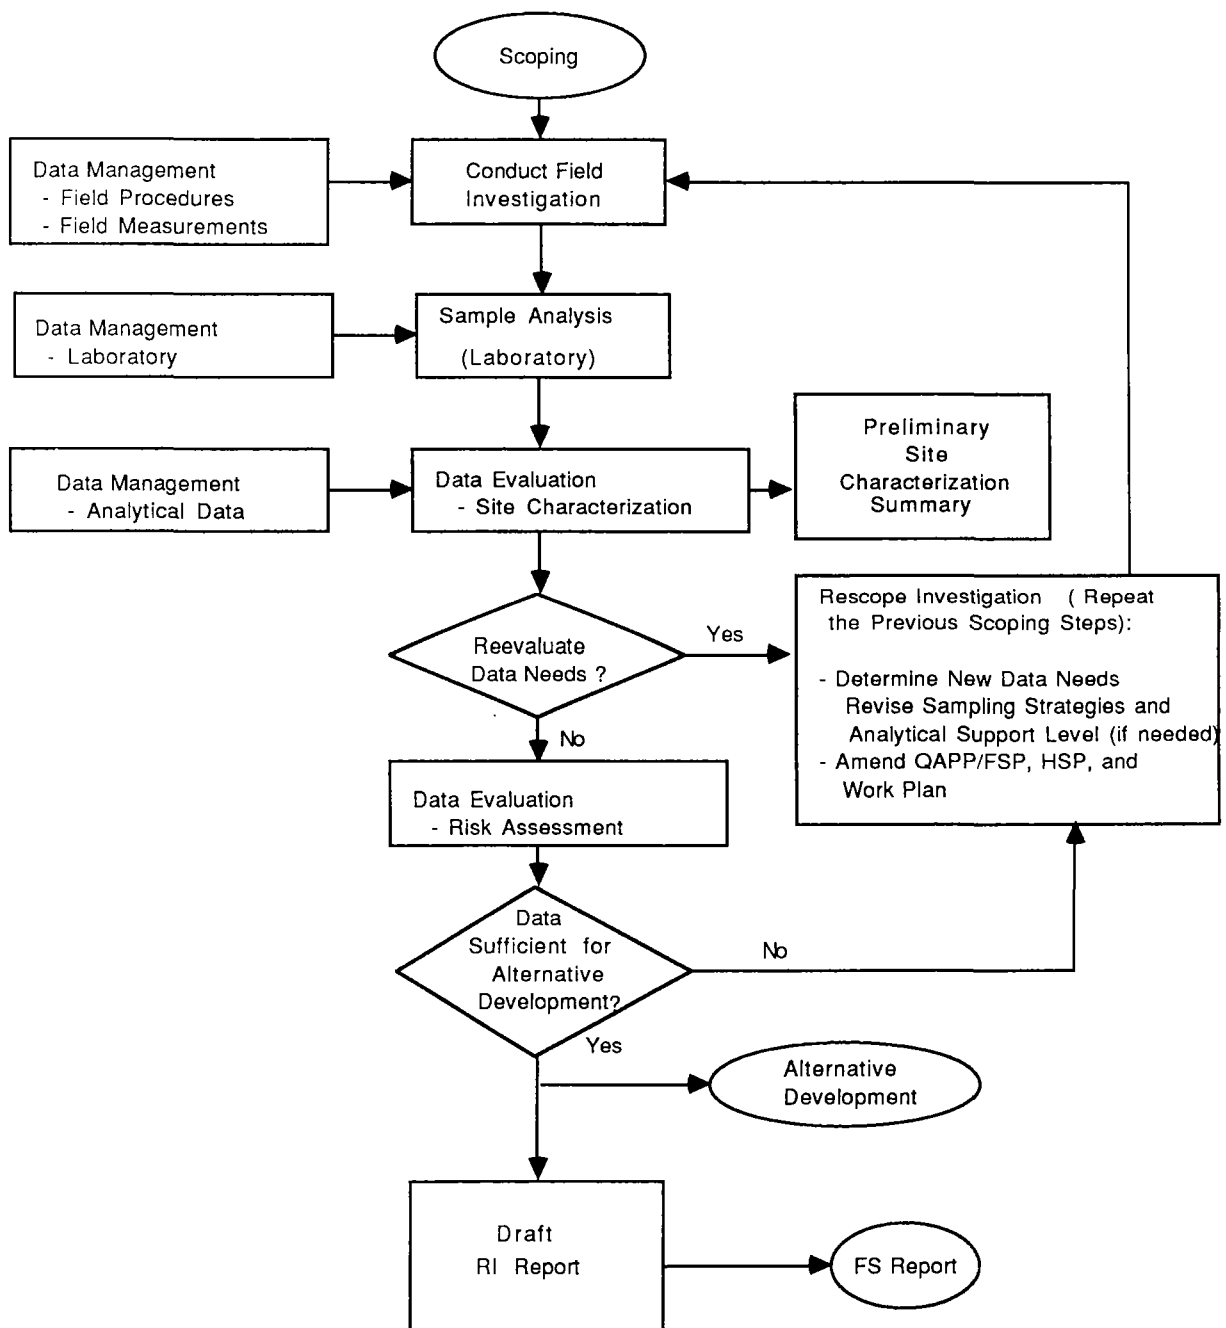 Scoping
Data Management
- Field Procedures
- Field Measurements
Conduct Field
Investigation
Data Management
- Laboratory
Sample Analysis
(Laboratory)
Data Management
- Analytical Data
Data Evaluation
- Site Characterization
Preliminary
Site
Characterization
Summary
Reevaluate
Data Needs ?
Yes
No
Rescope Investigation ( Repeat
the Previous Scoping Steps):
- Determine New Data Needs
Revise Sampling Strategies and
Analytical Support Level (if needed)
- Amend QAPP/FSP, HSP, and
Work Plan
Data Evaluation
- Risk Assessment
Data
Sufficient for
Alternative
Development?
No
Yes
Alternative
Development
Draft
RI Report
FS Report